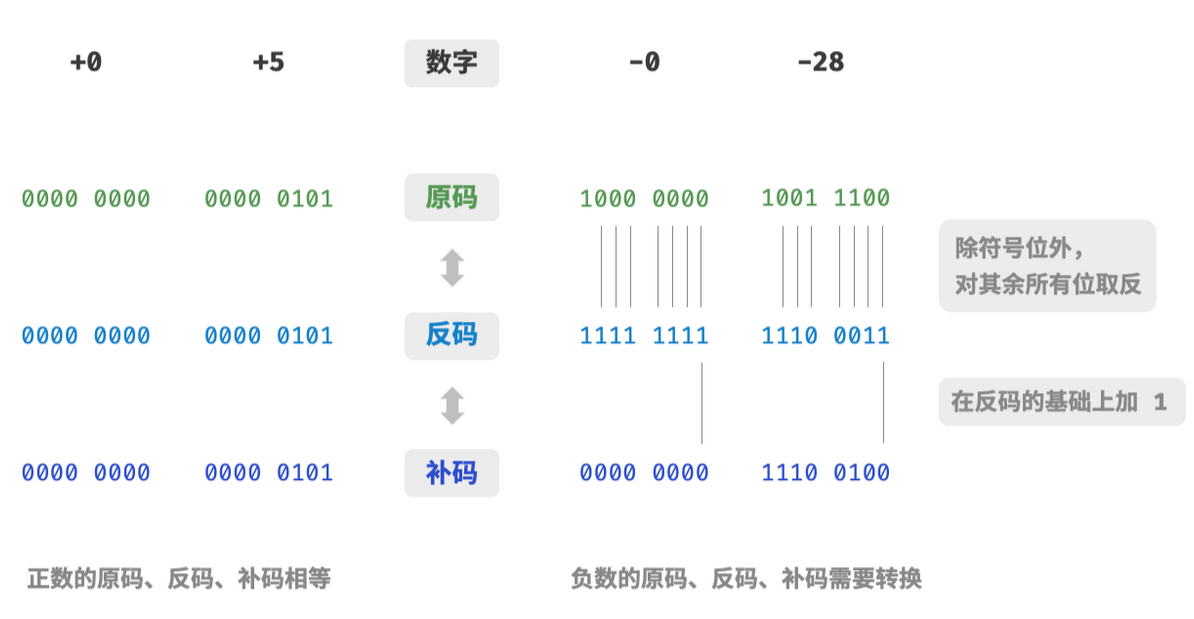 +0 +5 数字 -0 -28
0000 0000 0000 0101 原码 1000 0000 1001 1100
除符号位外，
对其余所有位取反
0000 0000 0000 0101 反码 1111 1111 1110 0011
在反码的基础上加 1
0000 0000 0000 0101 补码 0000 0000 1110 0100
正数的原码、反码、补码相等 负数的原码、反码、补码需要转换